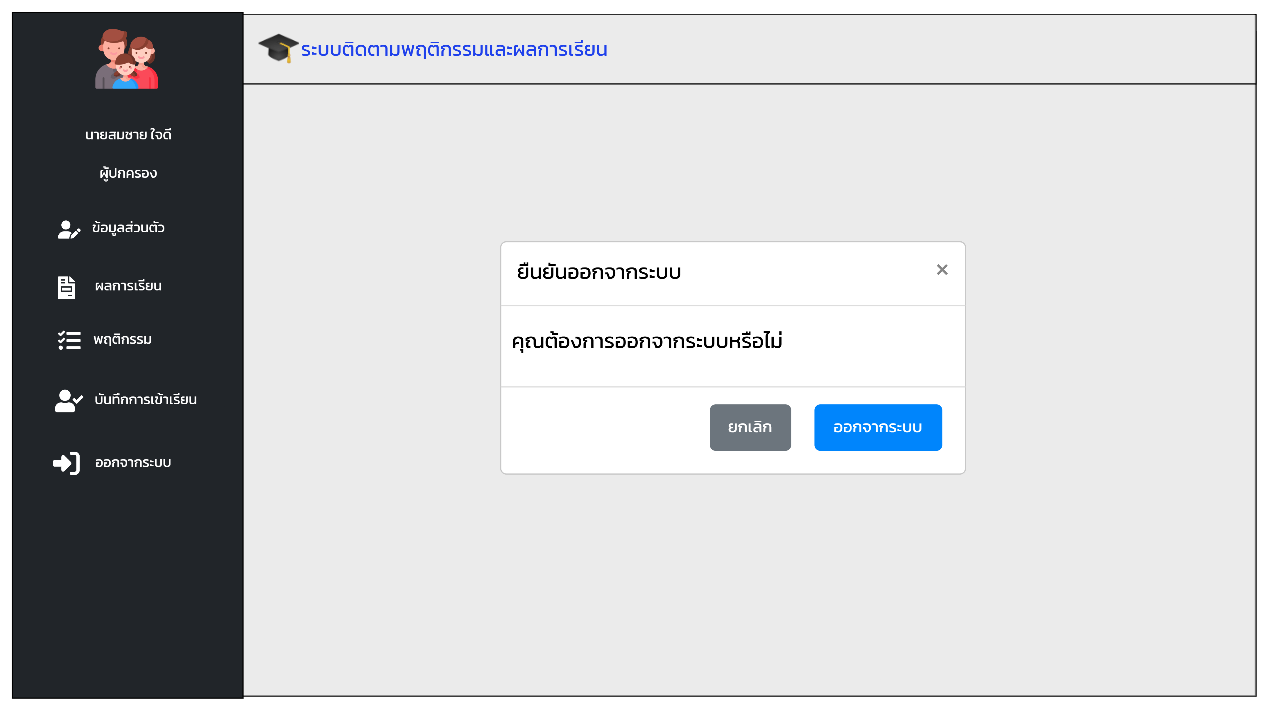 ระบบติดตามพฤติกรรมและผลการเรียน
นายสมชาย ใจดี
ผู้ปกครอง
ข้อมูลส่วนตัว
ผลการเรียน
พฤติกรรม
บันทึกการเข้าเรียน
ออกจากระบบ
ยืนยันออกจากระบบ ×
คุณต้องการออกจากระบบหรือไม่
ยกเลิก ออกจากระบบ